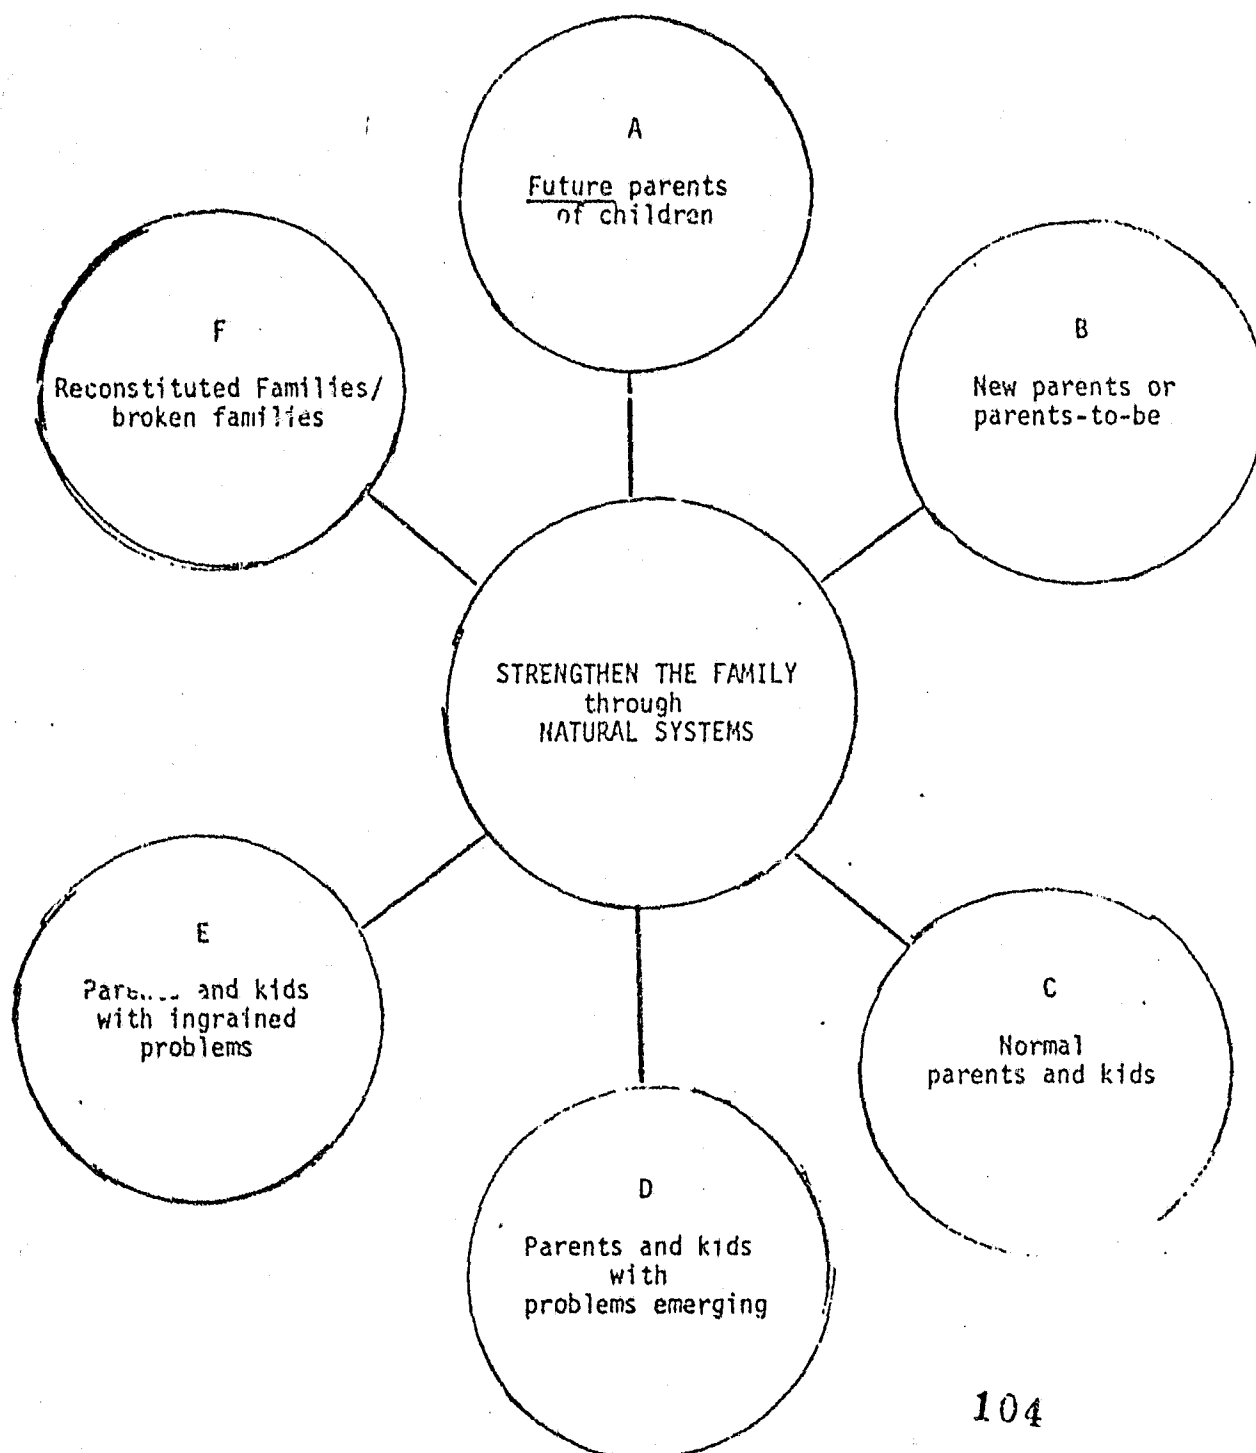 A
Future parents
of children
F
Reconstituted Families/
broken families
B
New parents or
parents-to-be
STRENGTHEN THE FAMILY
through
NATURAL SYSTEMS
E
Parents and kids
with ingrained
problems
C
Normal
parents and kids
D
Parents and kids
with
problems emerging
104